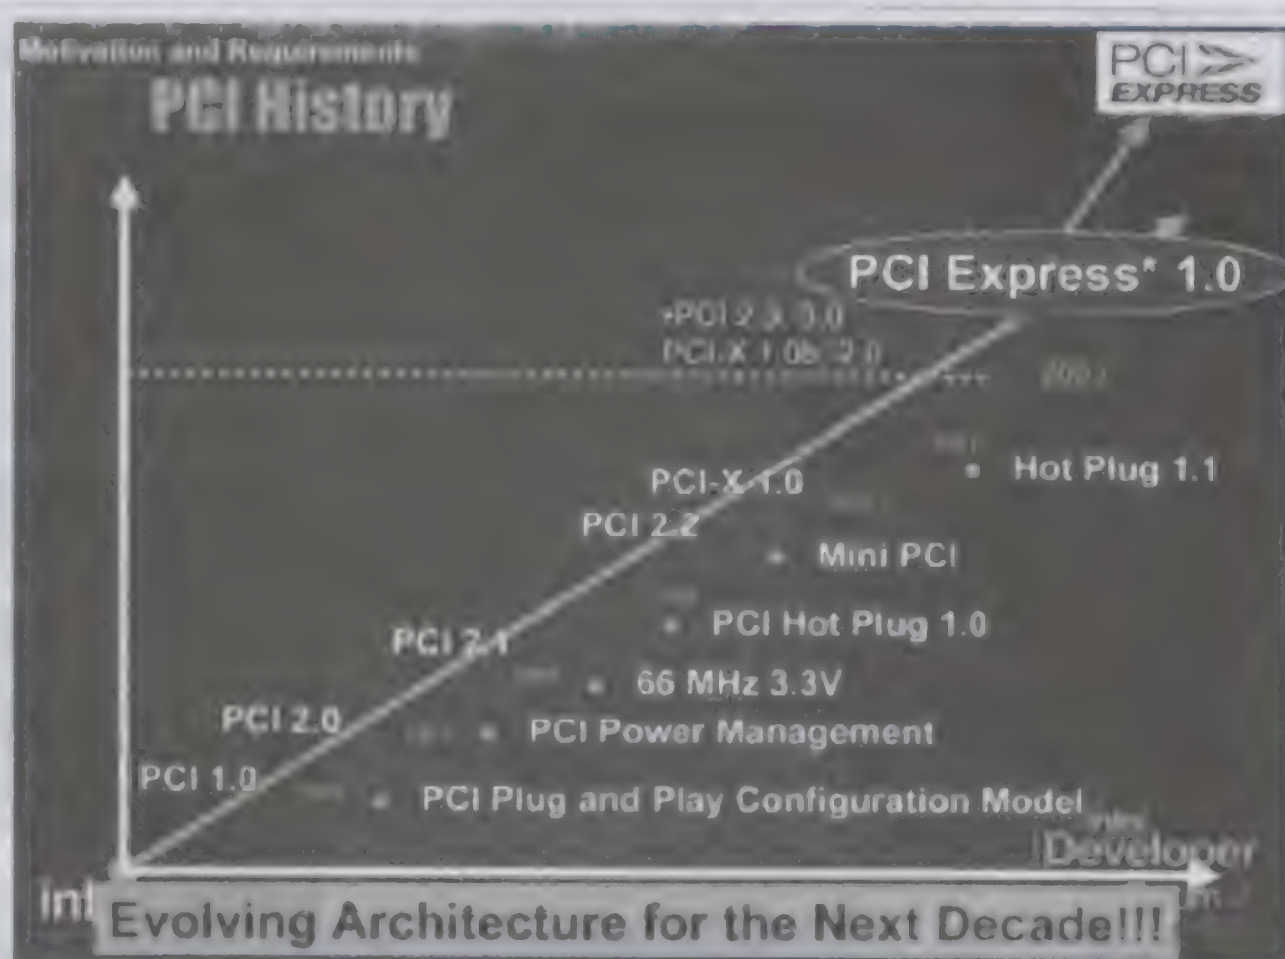 Motivation and Requirements
PCI History
PCI
EXPRESS
PCI Express* 1.0
•PCI 2.3, 3.0
PCI-X 1.0b, 2.0
• Hot Plug 1.1
PCI-X 1.0
PCI 2.2
• Mini PCI
• PCI Hot Plug 1.0
PCI 2.1
• 66 MHz 3.3V
PCI 2.0
• PCI Power Management
PCI 1.0
• PCI Plug and Play Configuration Model
Developer
Evolving Architecture for the Next Decade!!!